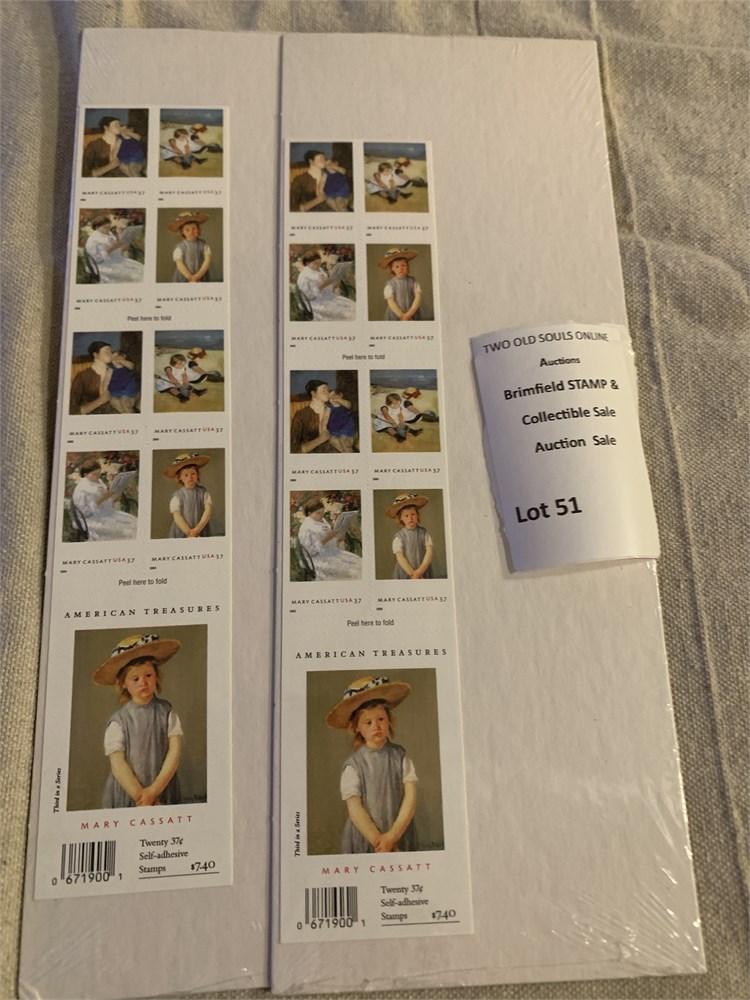 MARY CASSATT USA 37 MARY CASSATT USA 37
MARY CASSATT USA 37 MARY CASSATT USA 37
Peel here to fold
MARY CASSATT USA 37 MARY CASSATT USA 37
MARY CASSATT USA 37 MARY CASSATT USA 37
Peel here to fold
AMERICAN TREASURES
Third in a Series
MARY CASSATT
Twenty 37¢
Self-adhesive
Stamps $7.40
0 671900 1
MARY CASSATT USA 37 MARY CASSATT USA 37
MARY CASSATT USA 37 MARY CASSATT USA 37
Peel here to fold
MARY CASSATT USA 37 MARY CASSATT USA 37
MARY CASSATT USA 37 MARY CASSATT USA 37
Peel here to fold
AMERICAN TREASURES
Third in a Series
MARY CASSATT
Twenty 37¢
Self-adhesive
Stamps $7.40
0 671900 1
TWO OLD SOULS ONLINE
Auctions
Brimfield STAMP &
Collectible Sale
Auction Sale
Lot 51